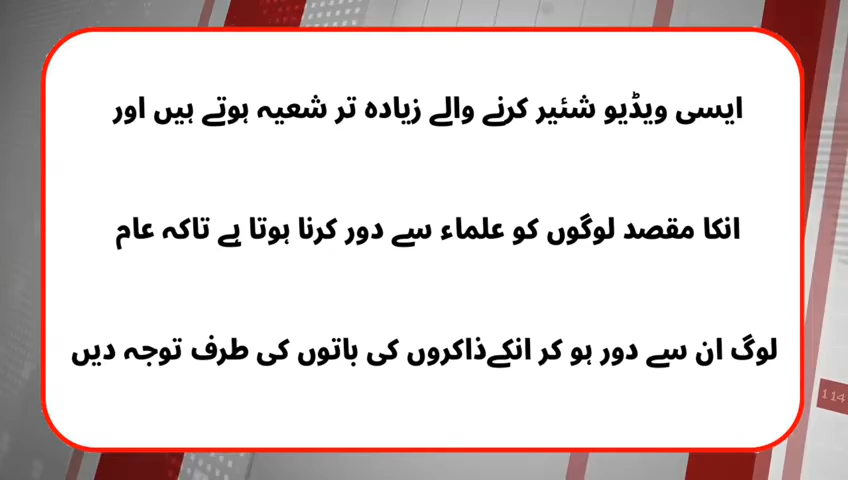 ایسی ویڈیو شئیر کرنے والے زیادہ تر شعیہ ہوتے ہیں اور
انکا مقصد لوگوں کو علماء سے دور کرنا ہوتا ہے تاکہ عام
لوگ ان سے دور ہو کر انکےذاکروں کی باتوں کی طرف توجہ دیں
114